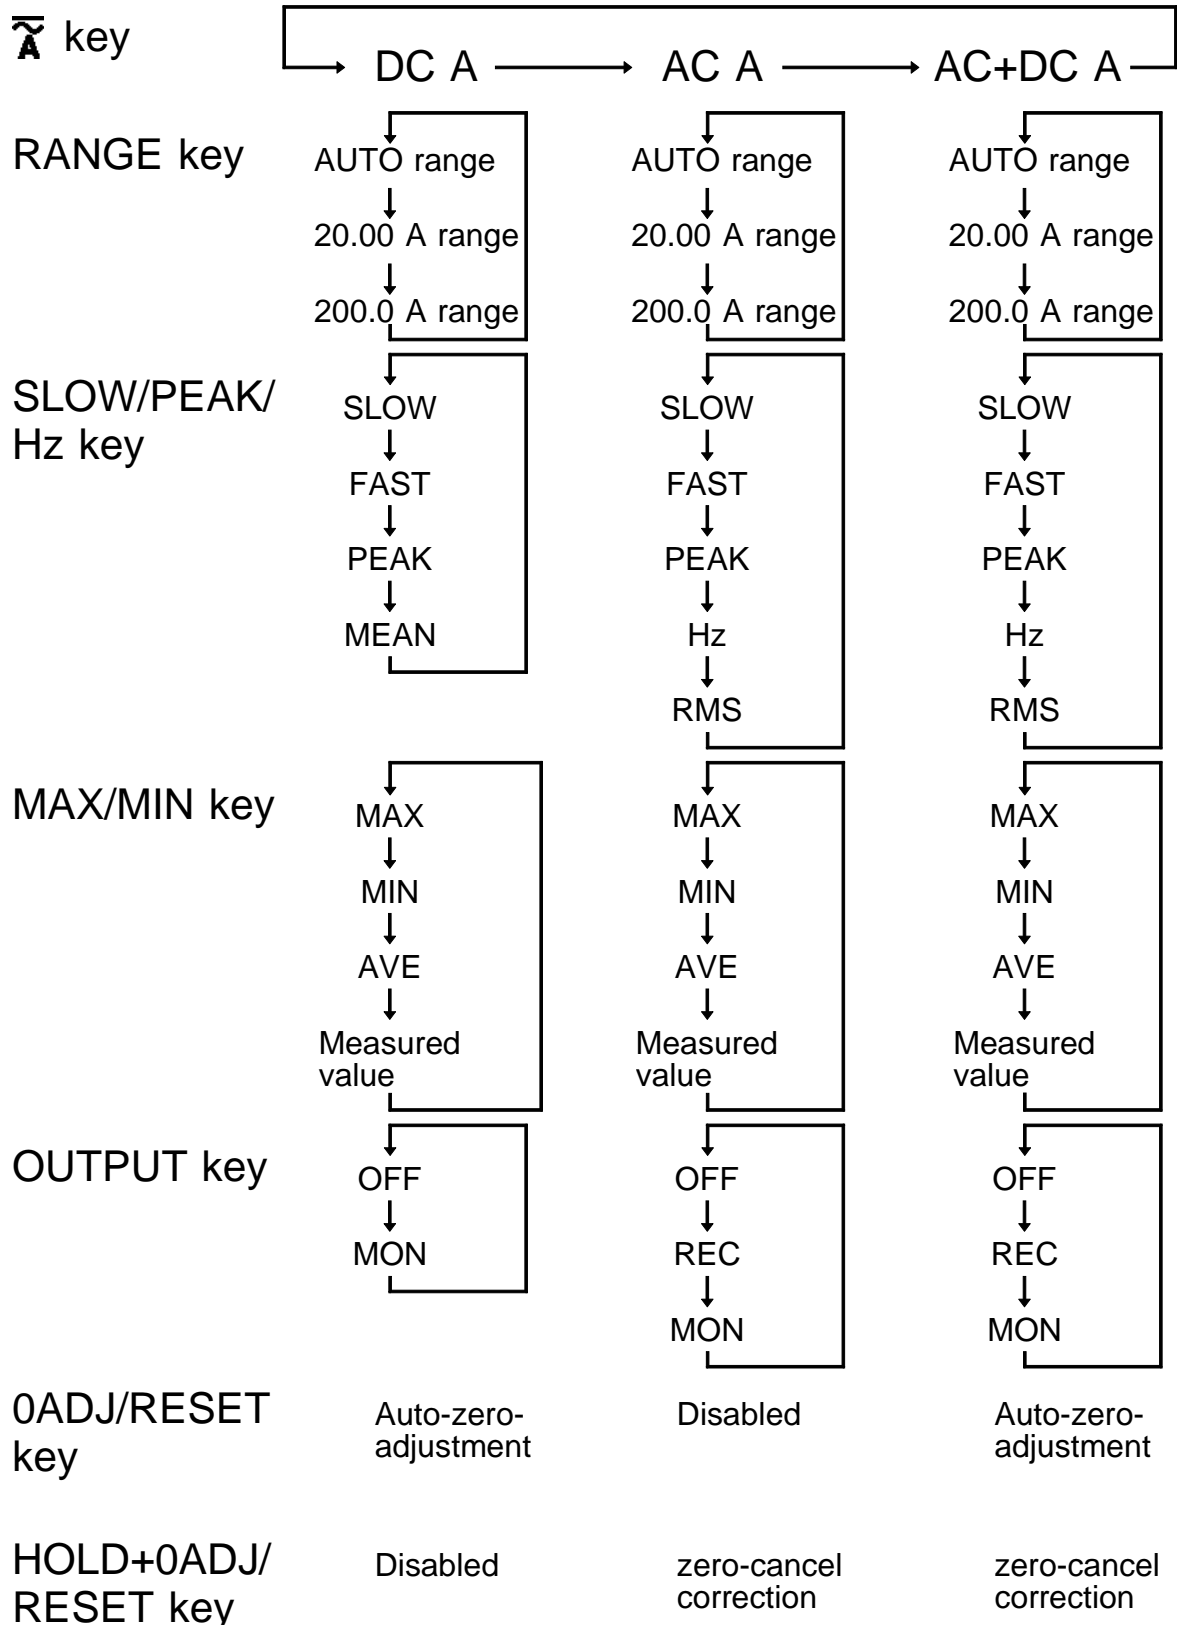 A key
DC A AC A AC+DC A
RANGE key
AUTO range AUTO range AUTO range
20.00 A range 20.00 A range 20.00 A range
200.0 A range 200.0 A range 200.0 A range
SLOW/PEAK/
Hz key
SLOW SLOW SLOW
FAST FAST FAST
PEAK PEAK PEAK
MEAN Hz Hz
RMS RMS
MAX/MIN key
MAX MAX MAX
MIN MIN MIN
AVE AVE AVE
Measured Measured Measured
value value value
OUTPUT key
OFF OFF OFF
MON REC REC
MON MON
0ADJ/RESET
key
Auto-zero- Disabled Auto-zero-
adjustment adjustment
HOLD+0ADJ/
RESET key
Disabled zero-cancel zero-cancel
correction correction